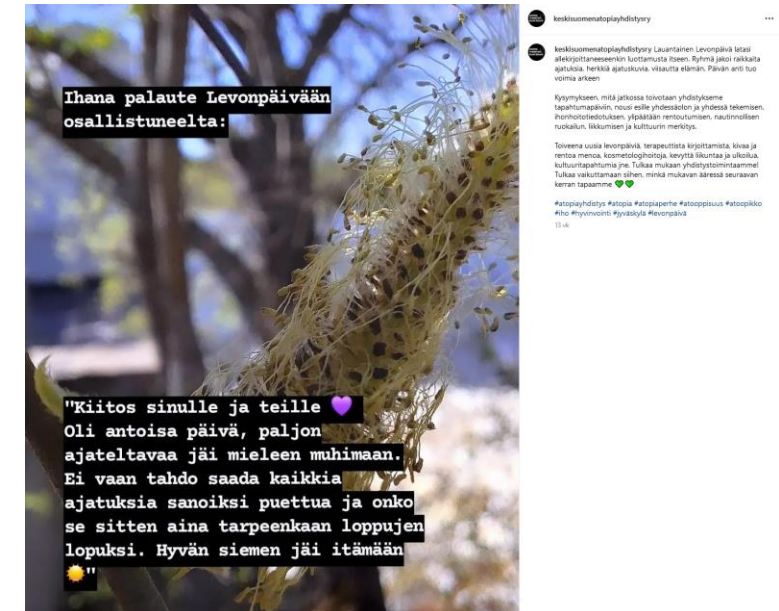 Ihana palaute Levonpäivään
osallistuneelta:
"Kiitos sinulle ja teille 💜
Oli antoisa päivä, paljon
ajateltavaa jäi mieleen muhimaan.
Ei vaan tahdo saada kaikkia
ajatuksia sanoiksi puettua ja onko
se sitten aina tarpeenkaan loppujen
lopuksi. Hyvän siemen jäi itämään
☀️"
keskisuomenatopiayhdistysry
keskisuomenatopiayhdistysry Lauantainen Levonpäivä latasi
allekirjoittaneeseenkin luottamusta itseen. Ryhmä jakoi raikkaita
ajatuksia, herkkiä ajatuskuvia, viisautta elämän. Päivän anti tuo
voimia arkeen
Kysymykseen, mitä jatkossa toivotaan yhdistykseme
tapahtumapäiviin, nousi esille yhdessäolon ja yhdessä tekemisen,
ihonhoitotiedotuksen, ylipäätään rentoutumisen, nautinnollisen
ruokailun, liikkumisen ja kulttuurin merkitys.
Toiveena uusia levonpäiviä, terapeuttista kirjoittamista, kivaa ja
rentoa menoa, kosmetologihoitoja, kevyttä liikuntaa ja ulkoilua,
kultuuritapahtumia jne. Tulkaa mukaan yhdistystoimintaamme!
Tulkaa vaikuttamaan siihen, minkä mukavan ääressä seuraavan
kerran tapaamme 💚💚
#atopiayhdistys #atopia #atopiaperhe #atooppisuus #atoopikko
#iho #hyvinvointi #jyväskylä #levonpäivä
13 vk